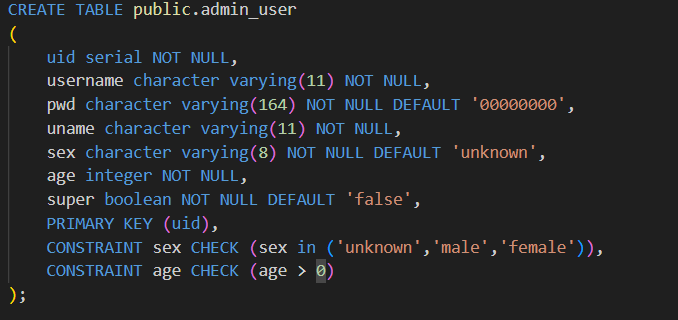 CREATE TABLE public.admin_user
(
uid serial NOT NULL,
username character varying(11) NOT NULL,
pwd character varying(164) NOT NULL DEFAULT '00000000',
uname character varying(11) NOT NULL,
sex character varying(8) NOT NULL DEFAULT 'unknown',
age integer NOT NULL,
super boolean NOT NULL DEFAULT 'false',
PRIMARY KEY (uid),
CONSTRAINT sex CHECK (sex in ('unknown','male','female')),
CONSTRAINT age CHECK (age > 0)
);